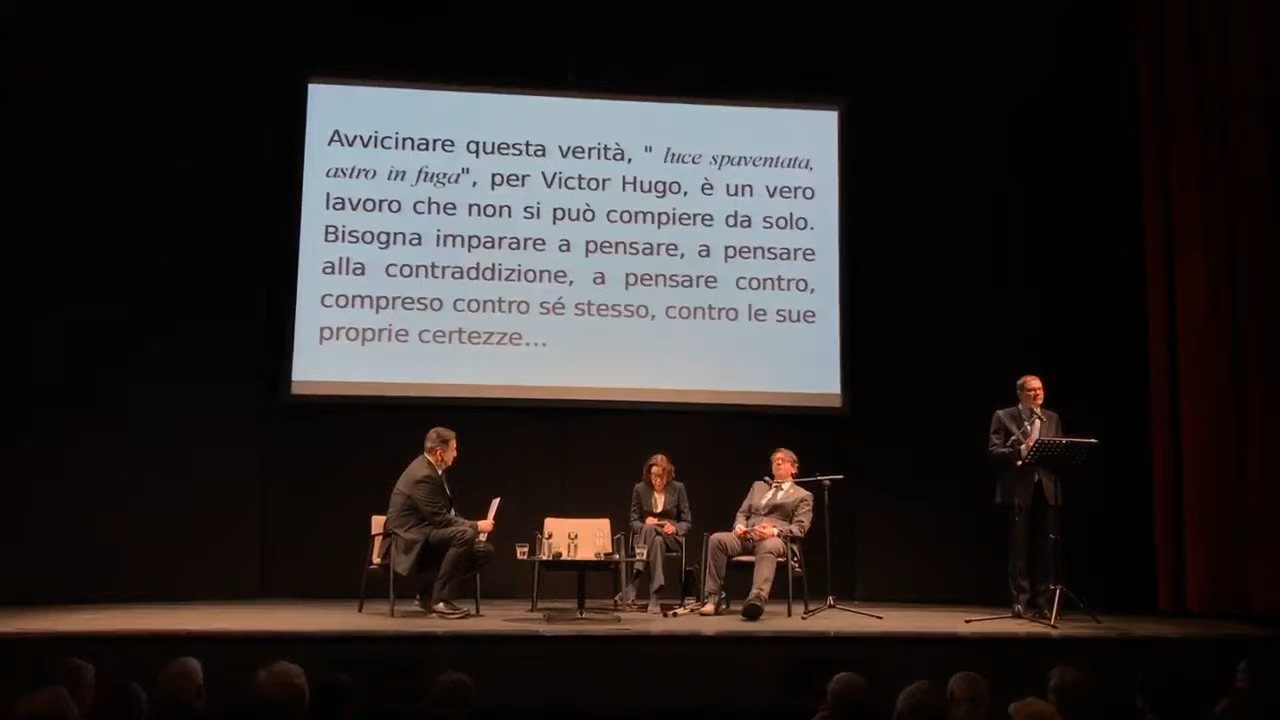 Avvicinare questa verità, " luce spaventata,
astro in fuga", per Victor Hugo, è un vero
lavoro che non si può compiere da solo.
Bisogna imparare a pensare, a pensare
alla contraddizione, a pensare contro,
compreso contro sé stesso, contro le sue
proprie certezze...